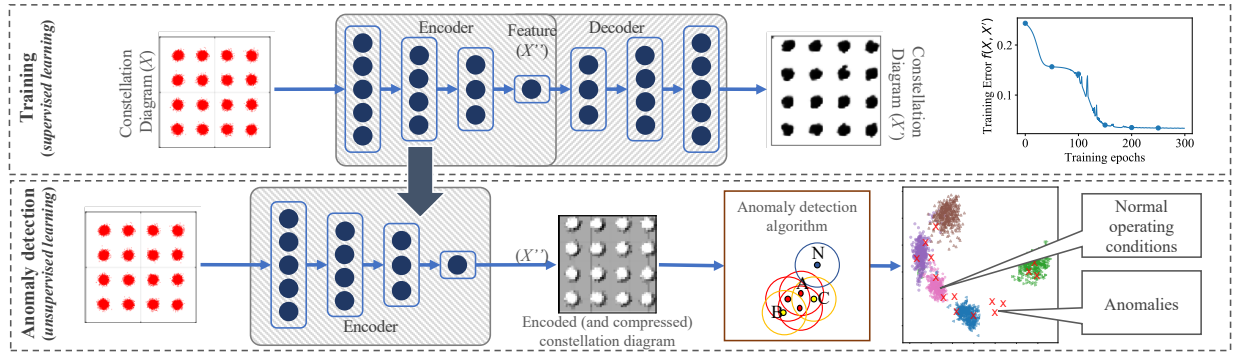 Training
(supervised learning)
Constellation
Diagram (X)
Encoder
Feature
(X’’)
Decoder
Constellation
Diagram (X’)
Training Error f(X, X′)
0.2
0.1
0
100
200
300
Training epochs
Anomaly detection
(unsupervised learning)
Encoder
(X’’)
Encoded (and compressed)
constellation diagram
Anomaly detection
algorithm
N
A
C
B
Normal
operating
conditions
Anomalies